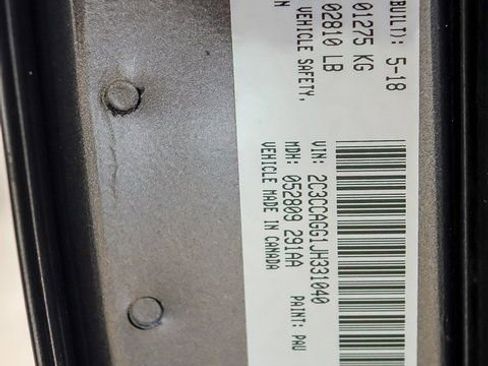 BUILT): 5-18
01275 KG
02810 LB
VEHICLE SAFETY,
N
VIN: 2C3CCAGG1JH331040
MDH: 052809 291AA
VEHICLE MADE IN CANADA
PAINT: PAU